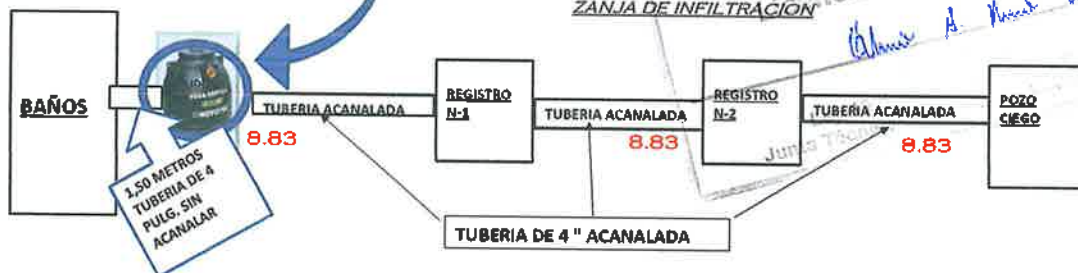 ZANJA DE INFILTRACION
BAÑOS
TUBERIA ACANALADA
8.83
REGISTRO
N-1
TUBERIA ACANALADA
8.83
REGISTRO
N-2
TUBERIA ACANALADA
8.83
POZO
CIEGO
Junta
1,50 METROS
TUBERIA DE 4
PULG. SIN
ACANALAR
TUBERIA DE 4 " ACANALADA